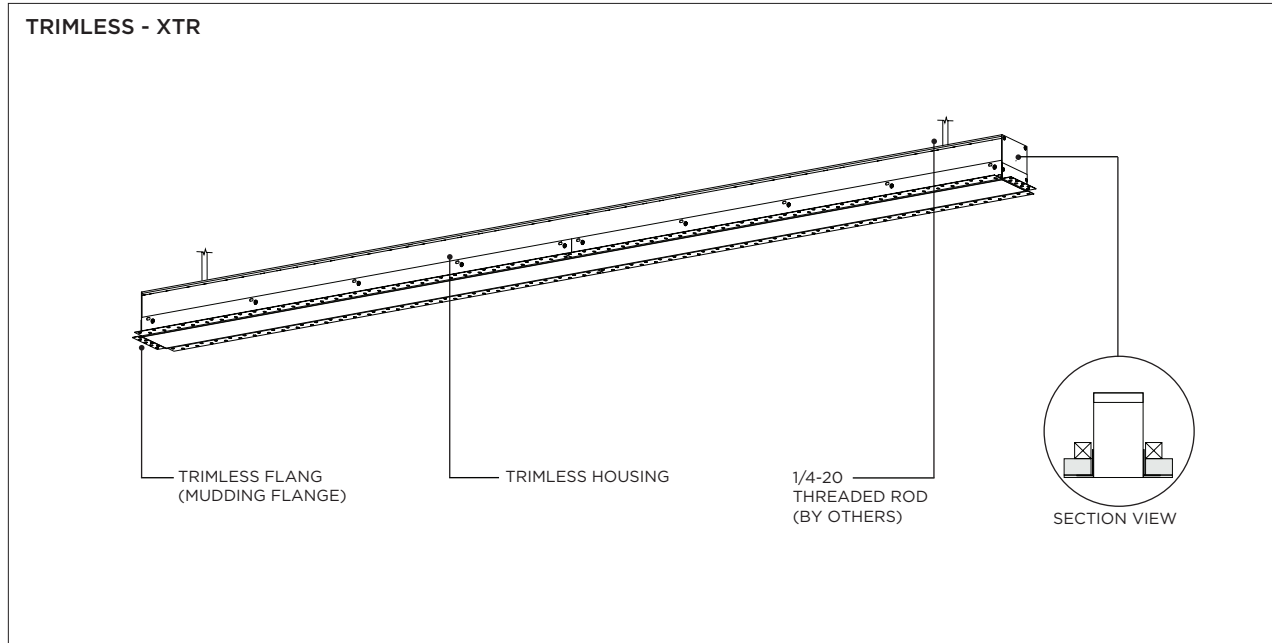 TRIMLESS - XTR
TRIMLESS FLANG
(MUDDING FLANGE)
TRIMLESS HOUSING
1/4-20
THREADED ROD
(BY OTHERS)
SECTION VIEW